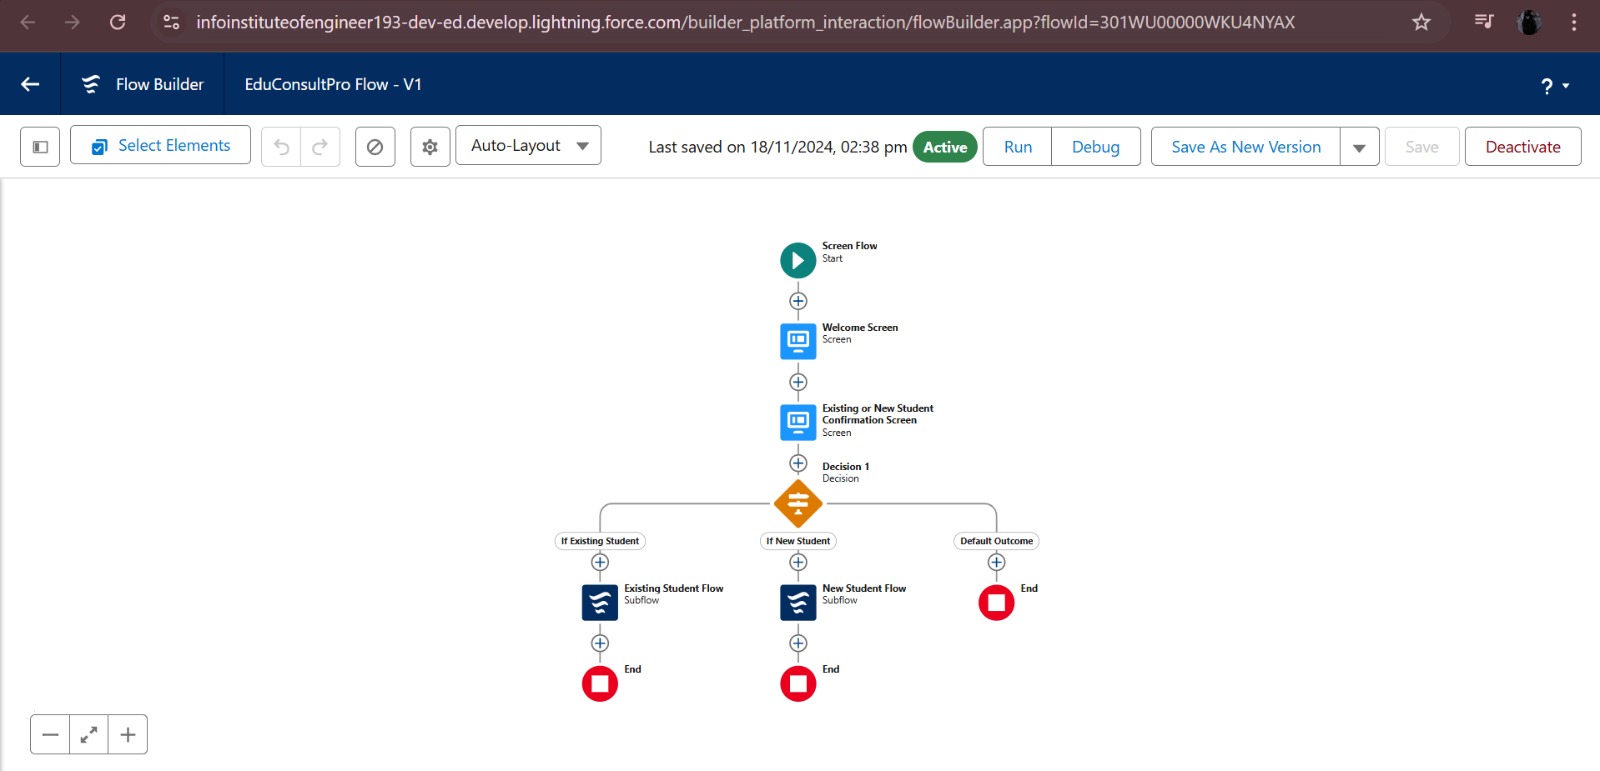 infoinstituteofengineer193-dev-ed.develop.lightning.force.com/builder_platform_interaction/flowBuilder.app?flowId=301WU00000WKU4NYAX
Flow Builder
EduConsultPro Flow - V1
?
Select Elements
Auto-Layout
Last saved on 18/11/2024, 02:38 pm
Active
Run
Debug
Save As New Version
Save
Deactivate
Screen Flow
Start
Welcome Screen
Screen
Existing or New Student
Confirmation Screen
Screen
Decision 1
Decision
If Existing Student
If New Student
Default Outcome
Existing Student Flow
Subflow
New Student Flow
Subflow
End
End
End